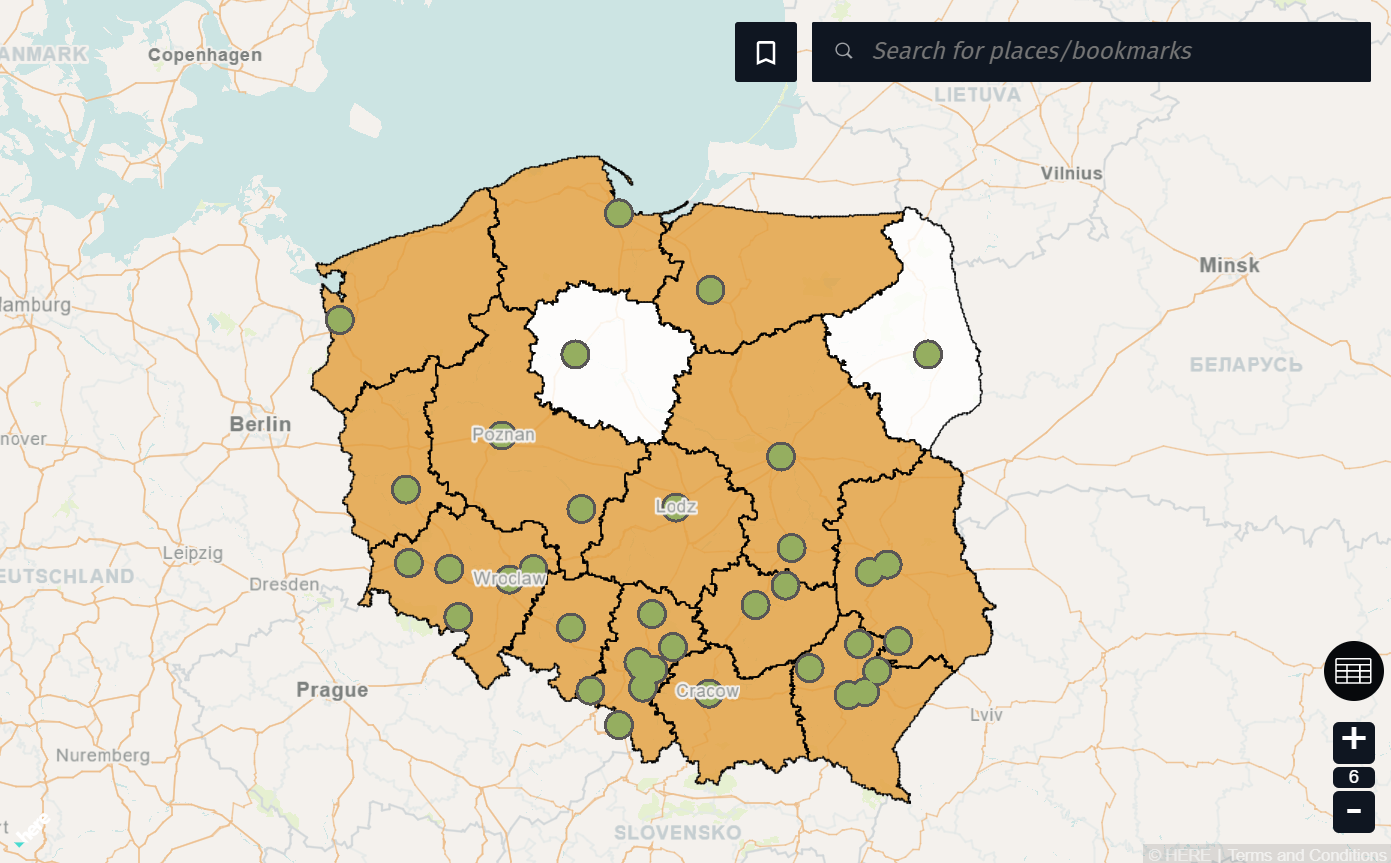 ANMARK
Copenhagen
Search for places/bookmarks
LIETUVA
Vilnius
Minsk
Hamburg
БЕЛАРУСЬ
Berlin
nover
Poznan
Lodz
Leipzig
EUTSCHLAND
Dresden
Wroclaw
Prague
Cracow
Lviv
Nuremberg
+
6
-
rt
here
SLOVENSKO
© HERE | Terms and Conditions